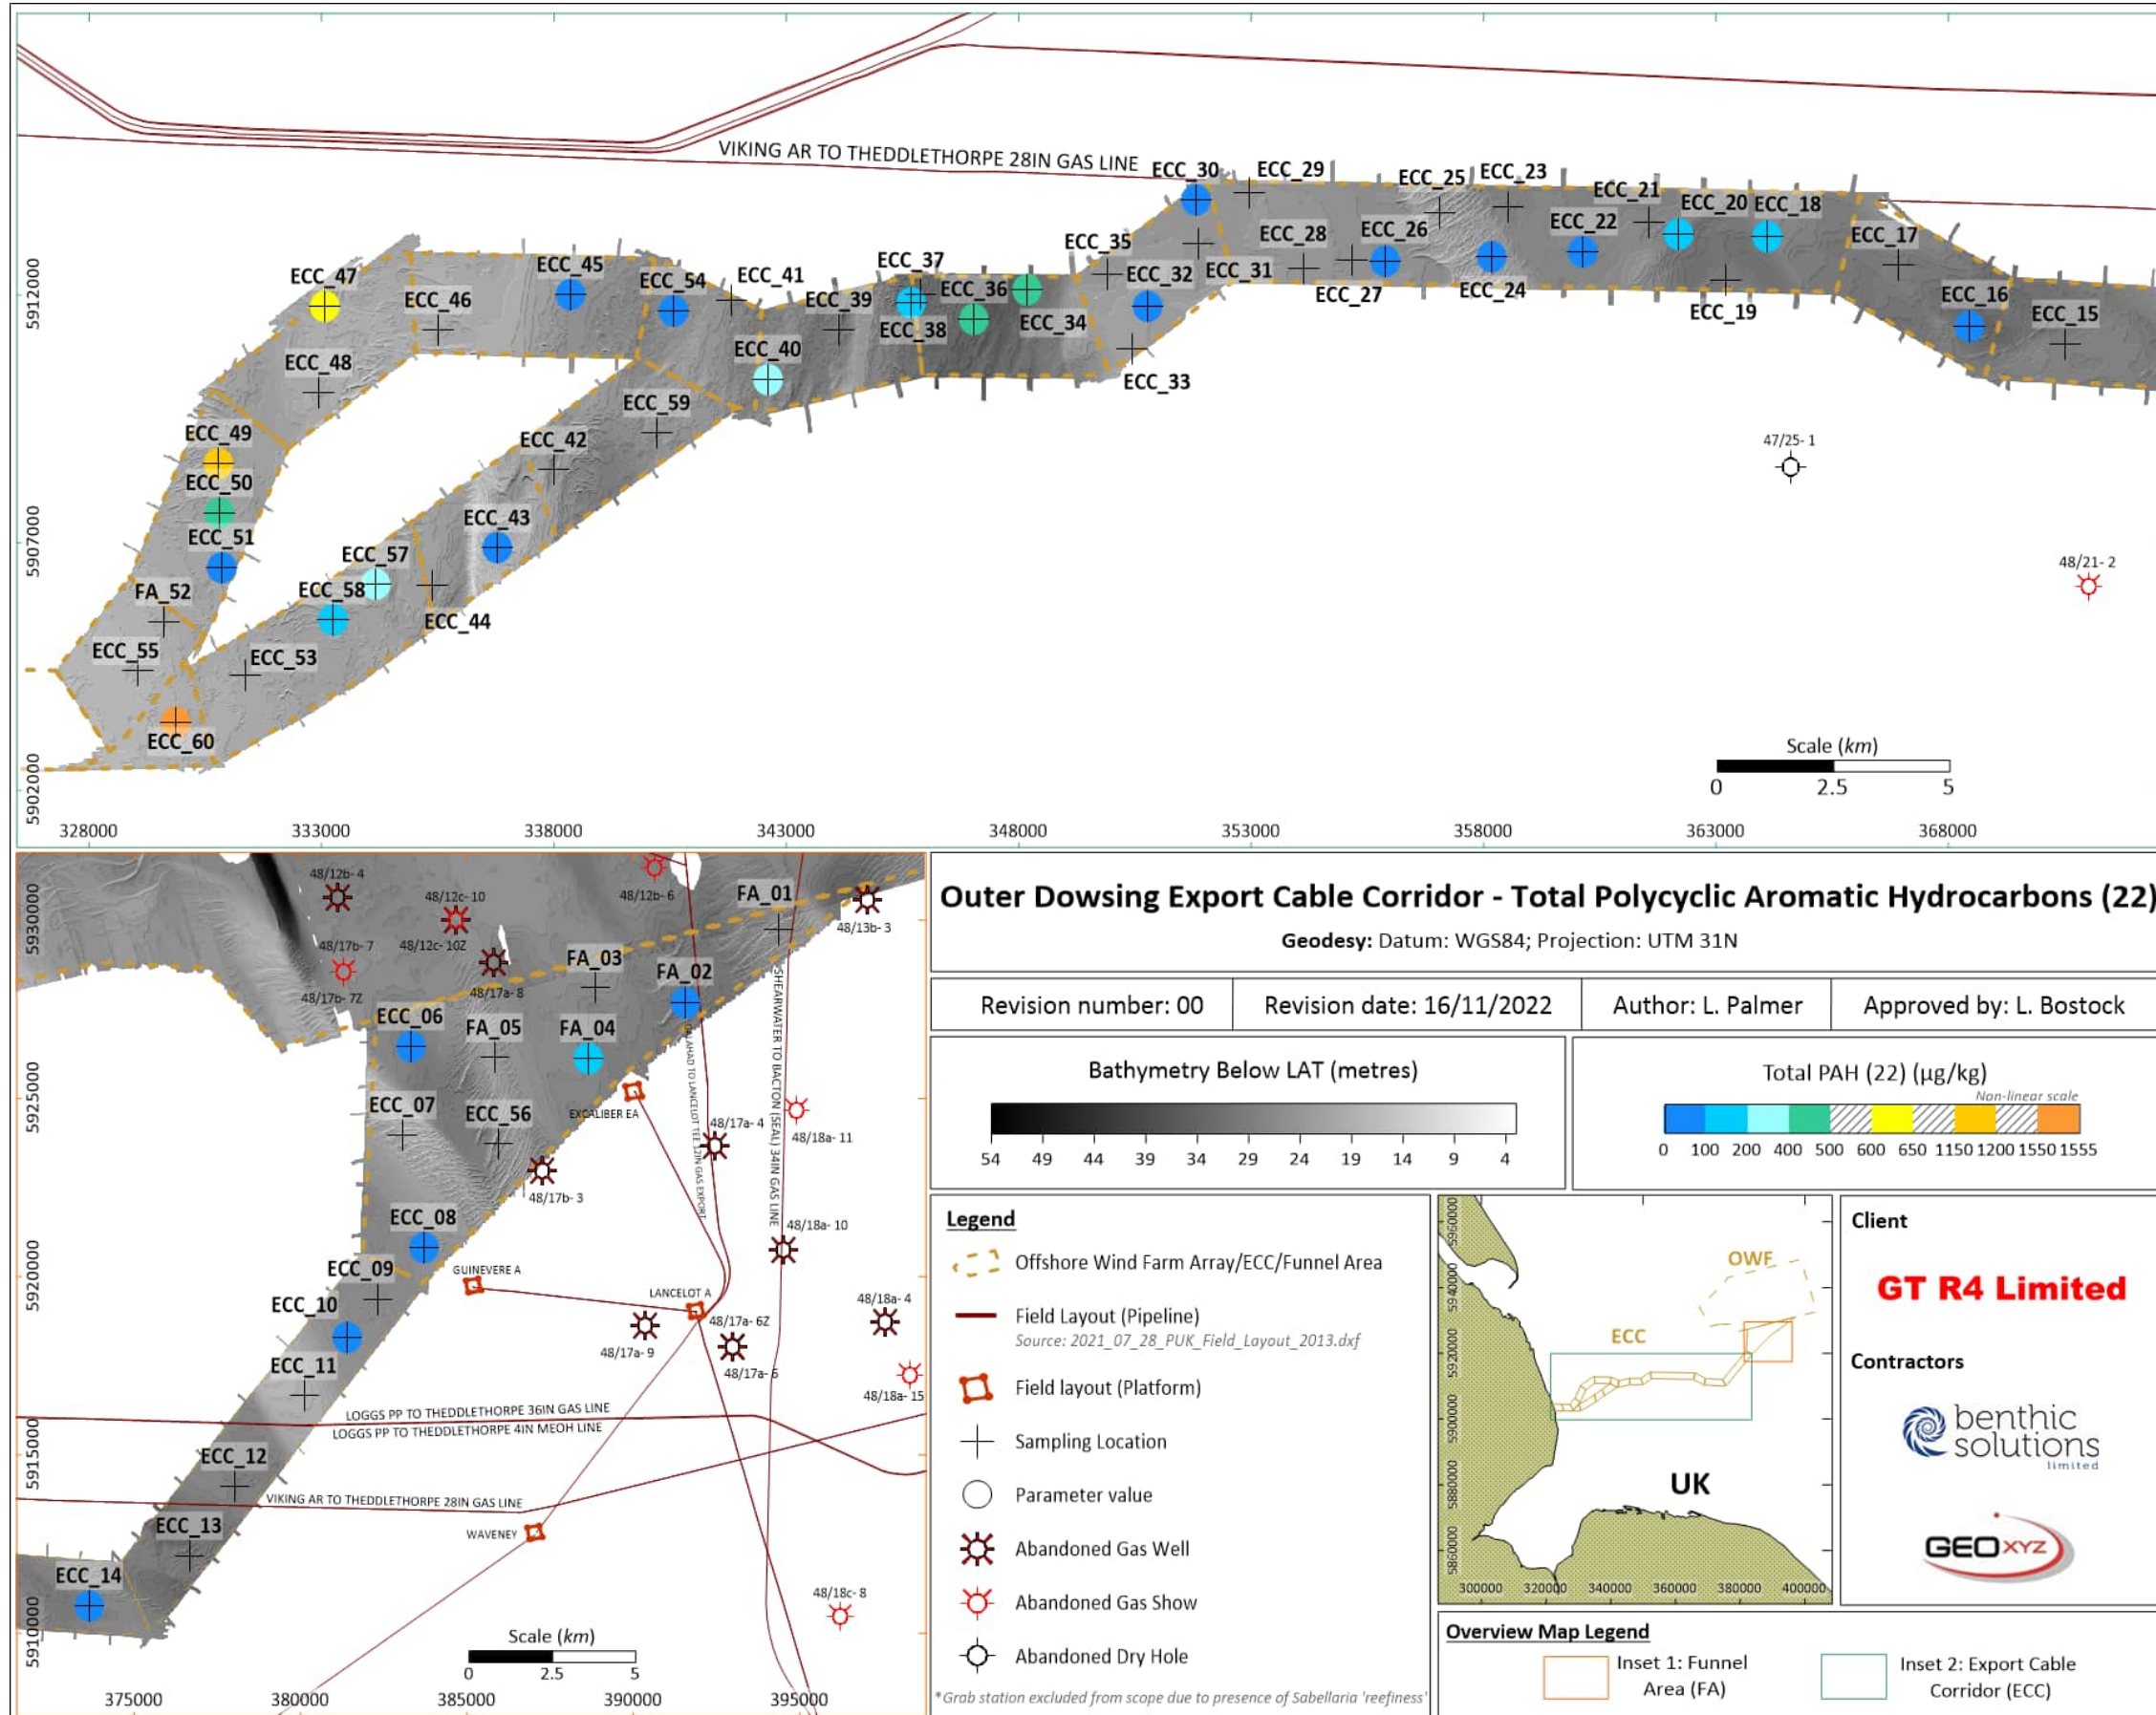 VIKING AR TO THEDDLETHORPE 28IN GAS LINE
ECC_30
ECC_29
ECC_25
ECC_23
ECC_21
ECC_20
ECC_18
ECC_22
ECC_26
ECC_28
ECC_17
ECC_35
ECC_37
ECC_41
ECC_54
ECC_45
ECC_47
ECC_46
ECC_39
ECC_36
ECC_32
ECC_31
ECC_27
ECC_24
ECC_19
ECC_16
ECC_15
ECC_38
ECC_34
ECC_40
ECC_48
ECC_33
ECC_59
ECC_49
ECC_42
47/25- 1
ECC_50
ECC_43
ECC_51
ECC_57
48/21- 2
FA_52
ECC_58
ECC_44
ECC_55
ECC_53
ECC_60
5912000
5907000
5902000
Scale (km)
0 2.5 5
328000 333000 338000 343000 348000 353000 358000 363000 368000
48/12b- 4
48/12c- 10
48/12b- 6
FA_01
48/13b- 3
48/17b- 7
48/12c- 10Z
48/17b- 7Z
48/17a- 8
FA_03
FA_02
ECC_06
FA_05
FA_04
ECC_07
ECC_56
EXCALIBER EA
SHEARWATER TO BACTON (SEAL) 34IN GAS LINE
48/17a- 4
48/18a- 11
48/17b- 3
ECC_08
48/18a- 10
ECC_09
GUINEVERE A
LANCELOT A
ECC_10
48/17a- 6Z
48/18a- 4
48/17a- 9
ECC_11
48/18a- 15
LOGGS PP TO THEDDLETHORPE 36IN GAS LINE
LOGGS PP TO THEDDLETHORPE 4IN MEOH LINE
ECC_12
VIKING AR TO THEDDLETHORPE 28IN GAS LINE
ECC_13
WAVENEY
ECC_14
48/18c- 8
5930000
5925000
5920000
5915000
5910000
Scale (km)
0 2.5 5
375000 380000 385000 390000 395000
Outer Dowsing Export Cable Corridor - Total Polycyclic Aromatic Hydrocarbons (22)
Geodesy: Datum: WGS84; Projection: UTM 31N
Revision number: 00
Revision date: 16/11/2022
Author: L. Palmer
Approved by: L. Bostock
Bathymetry Below LAT (metres)
54 49 44 39 34 29 24 19 14 9 4
Total PAH (22) (µg/kg)
Non-linear scale
0 100 200 400 500 600 650 1150 1200 1550 1555
Legend
Offshore Wind Farm Array/ECC/Funnel Area
Field Layout (Pipeline)
Source: 2021_07_28_PUK_Field_Layout_2013.dxf
Field layout (Platform)
Sampling Location
Parameter value
Abandoned Gas Well
Abandoned Gas Show
Abandoned Dry Hole
*Grab station excluded from scope due to presence of Sabellaria 'reefiness'
OWF
ECC
UK
5940000
5920000
5900000
5880000
5860000
300000 320000 340000 360000 380000 400000
Overview Map Legend
Inset 1: Funnel
Area (FA)
Inset 2: Export Cable
Corridor (ECC)
Client
GT R4 Limited
Contractors
benthic
solutions
limited
GEOXYZ